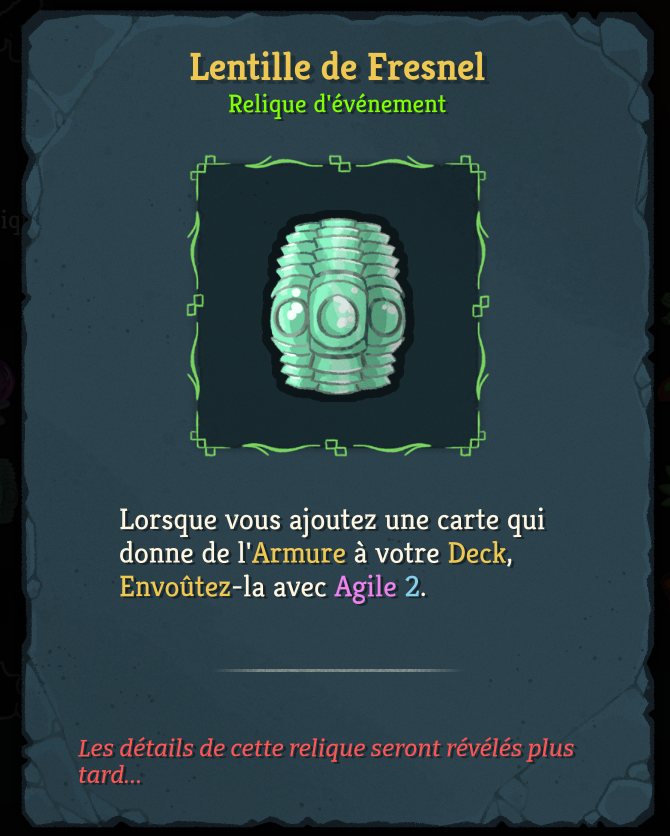 Lentille de Fresnel
Relique d'événement
Lorsque vous ajoutez une carte qui
donne de l'Armure à votre Deck,
Envoûtez-la avec Agile 2.
Les détails de cette relique seront révélés plus
tard...